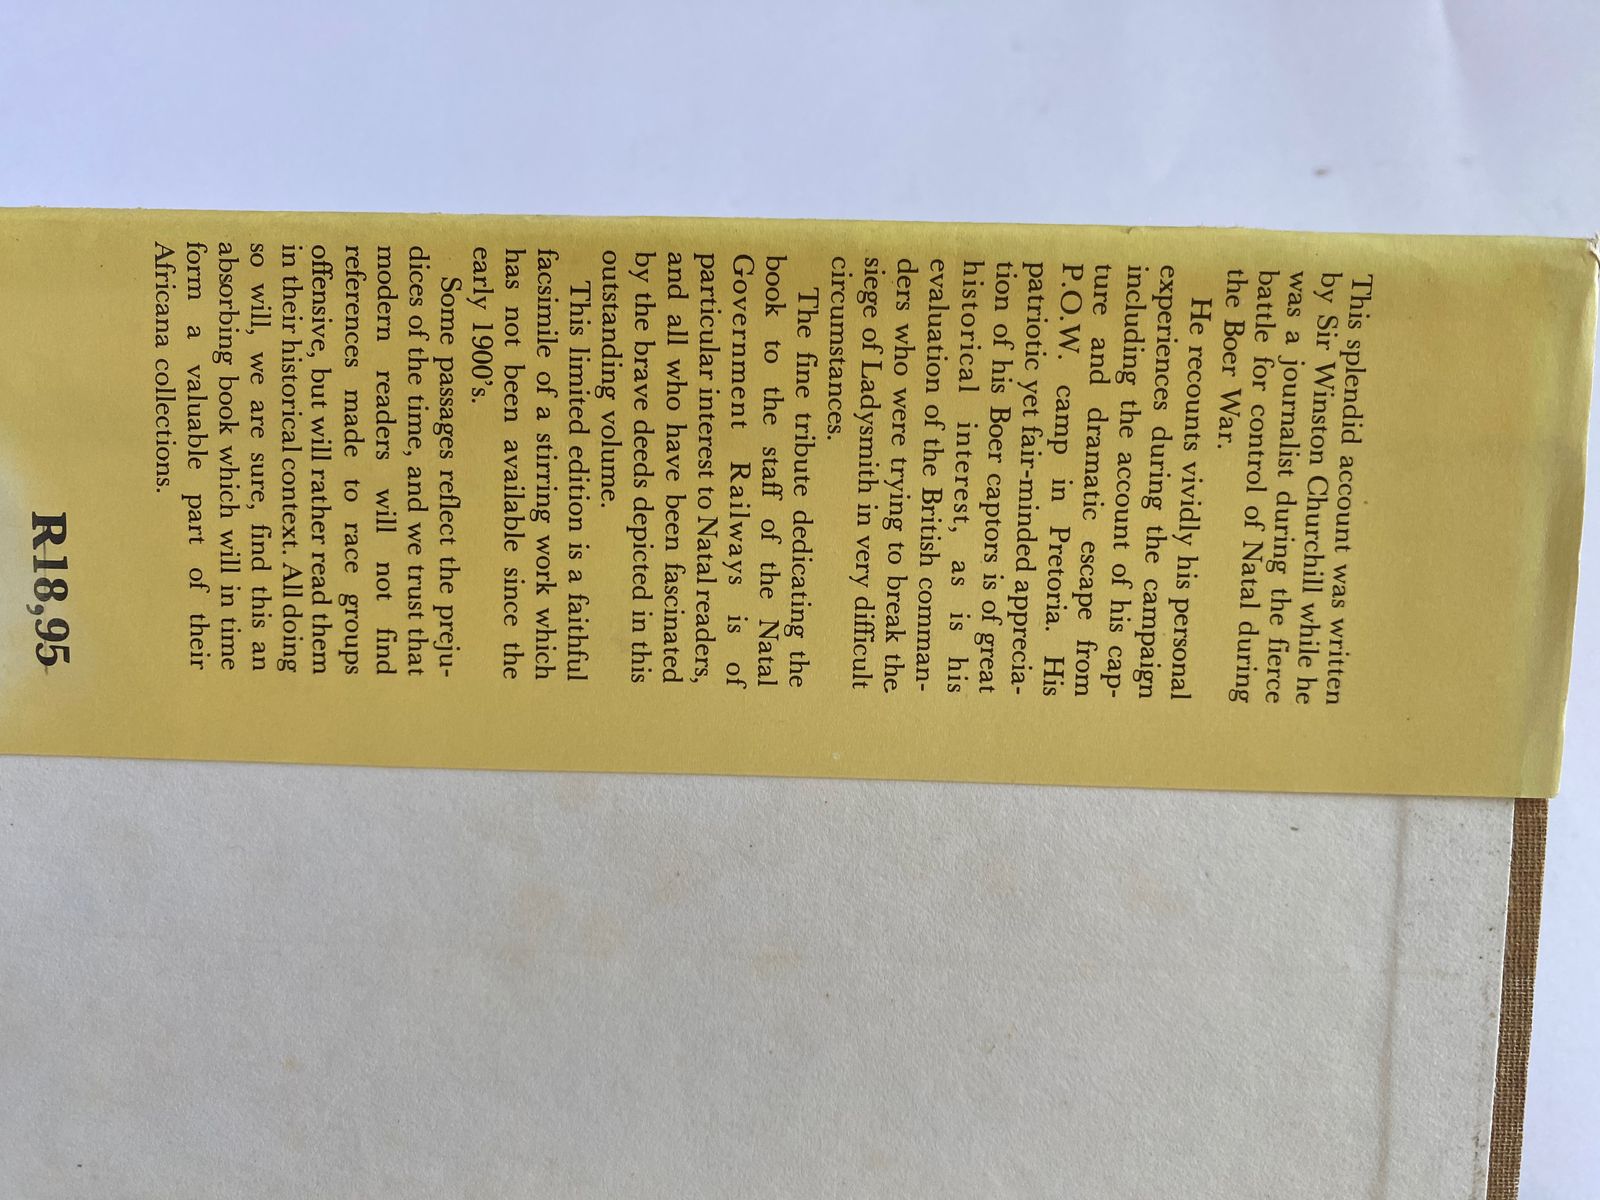 This splendid account was written
by Sir Winston Churchill while he
was a journalist during the fierce
battle for control of Natal during
the Boer War.
He recounts vividly his personal
experiences during the campaign
including the account of his cap-
ture and dramatic escape from
P.O.W. camp in Pretoria. His
patriotic yet fair-minded apprecia-
tion of his Boer captors is of great
historical interest, as is his
evaluation of the British comman-
ders who were trying to break the
siege of Ladysmith in very difficult
circumstances.
The fine tribute dedicating the
book to the staff of the Natal
Government Railways is of
particular interest to Natal readers,
and all who have been fascinated
by the brave deeds depicted in this
outstanding volume.
This limited edition is a faithful
facsimile of a stirring work which
has not been available since the
early 1900's.
Some passages reflect the preju-
dices of the time, and we trust that
modern readers will not find
references made to race groups
offensive, but will rather read them
in their historical context. All doing
so will, we are sure, find this an
absorbing book which will in time
form a valuable part of their
Africana collections.
R18,95